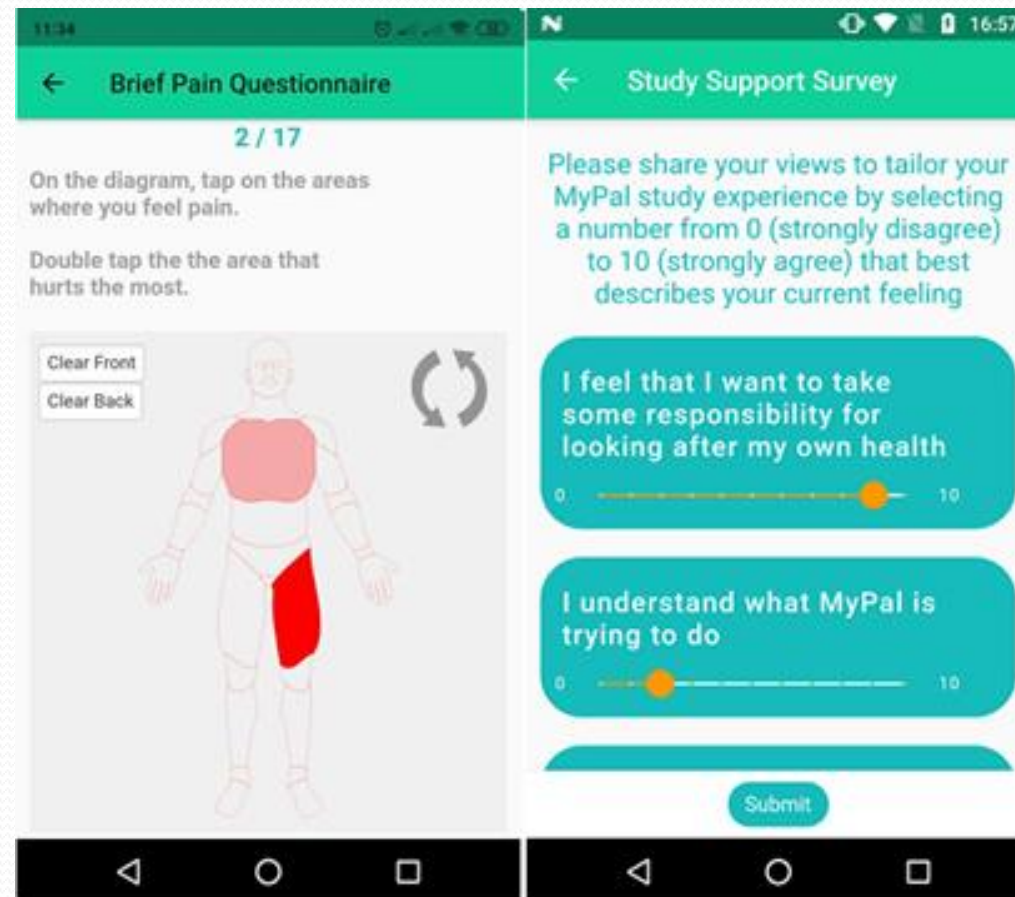 11:34
Brief Pain Questionnaire
2 / 17
On the diagram, tap on the areas
where you feel pain.
Double tap the the area that
hurts the most.
Clear Front
Clear Back
16:57
Study Support Survey
Please share your views to tailor your
MyPal study experience by selecting
a number from 0 (strongly disagree)
to 10 (strongly agree) that best
describes your current feeling
I feel that I want to take
some responsibility for
looking after my own health
0 10
I understand what MyPal is
trying to do
0 10
Submit